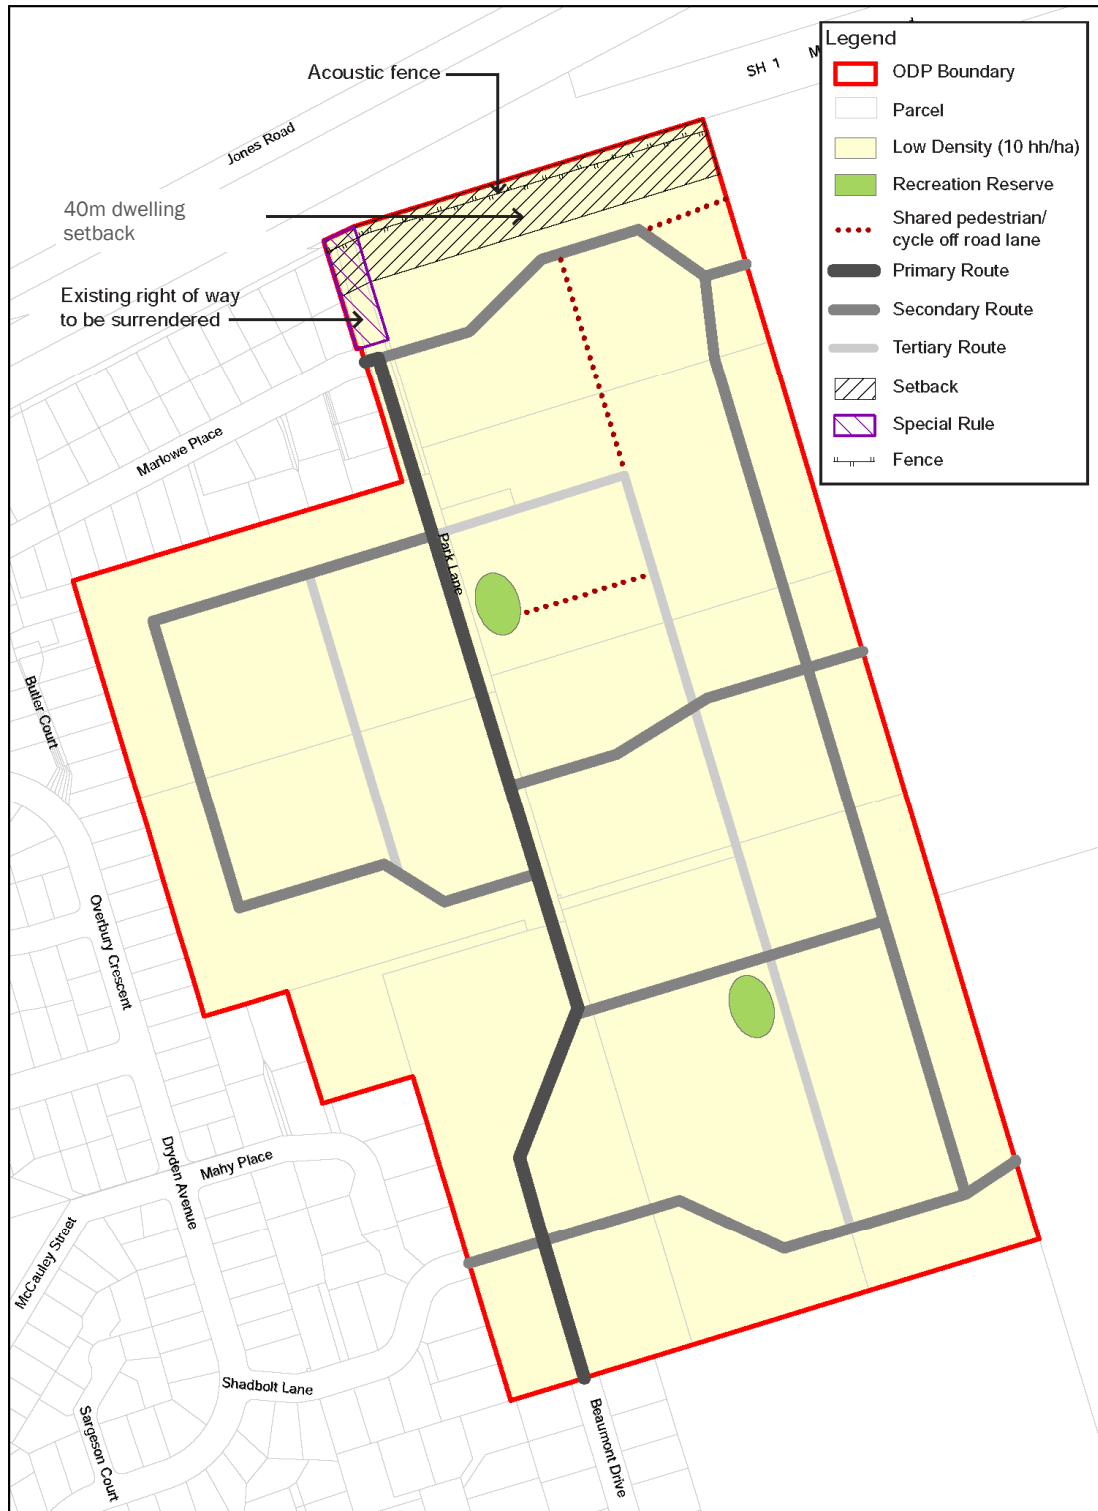 Acoustic fence
Jones Road
SH 1
M
40m dwelling
setback
Existing right of way
to be surrendered
Marlowe Place
Park Lane
Butler Court
Overbury Crescent
Dryden Avenue
Mahy Place
McCauley Street
Shadbolt Lane
Sargeson Court
Beaumont Drive
Legend
ODP Boundary
Parcel
Low Density (10 hh/ha)
Recreation Reserve
Shared pedestrian/
cycle off road lane
Primary Route
Secondary Route
Tertiary Route
Setback
Special Rule
Fence